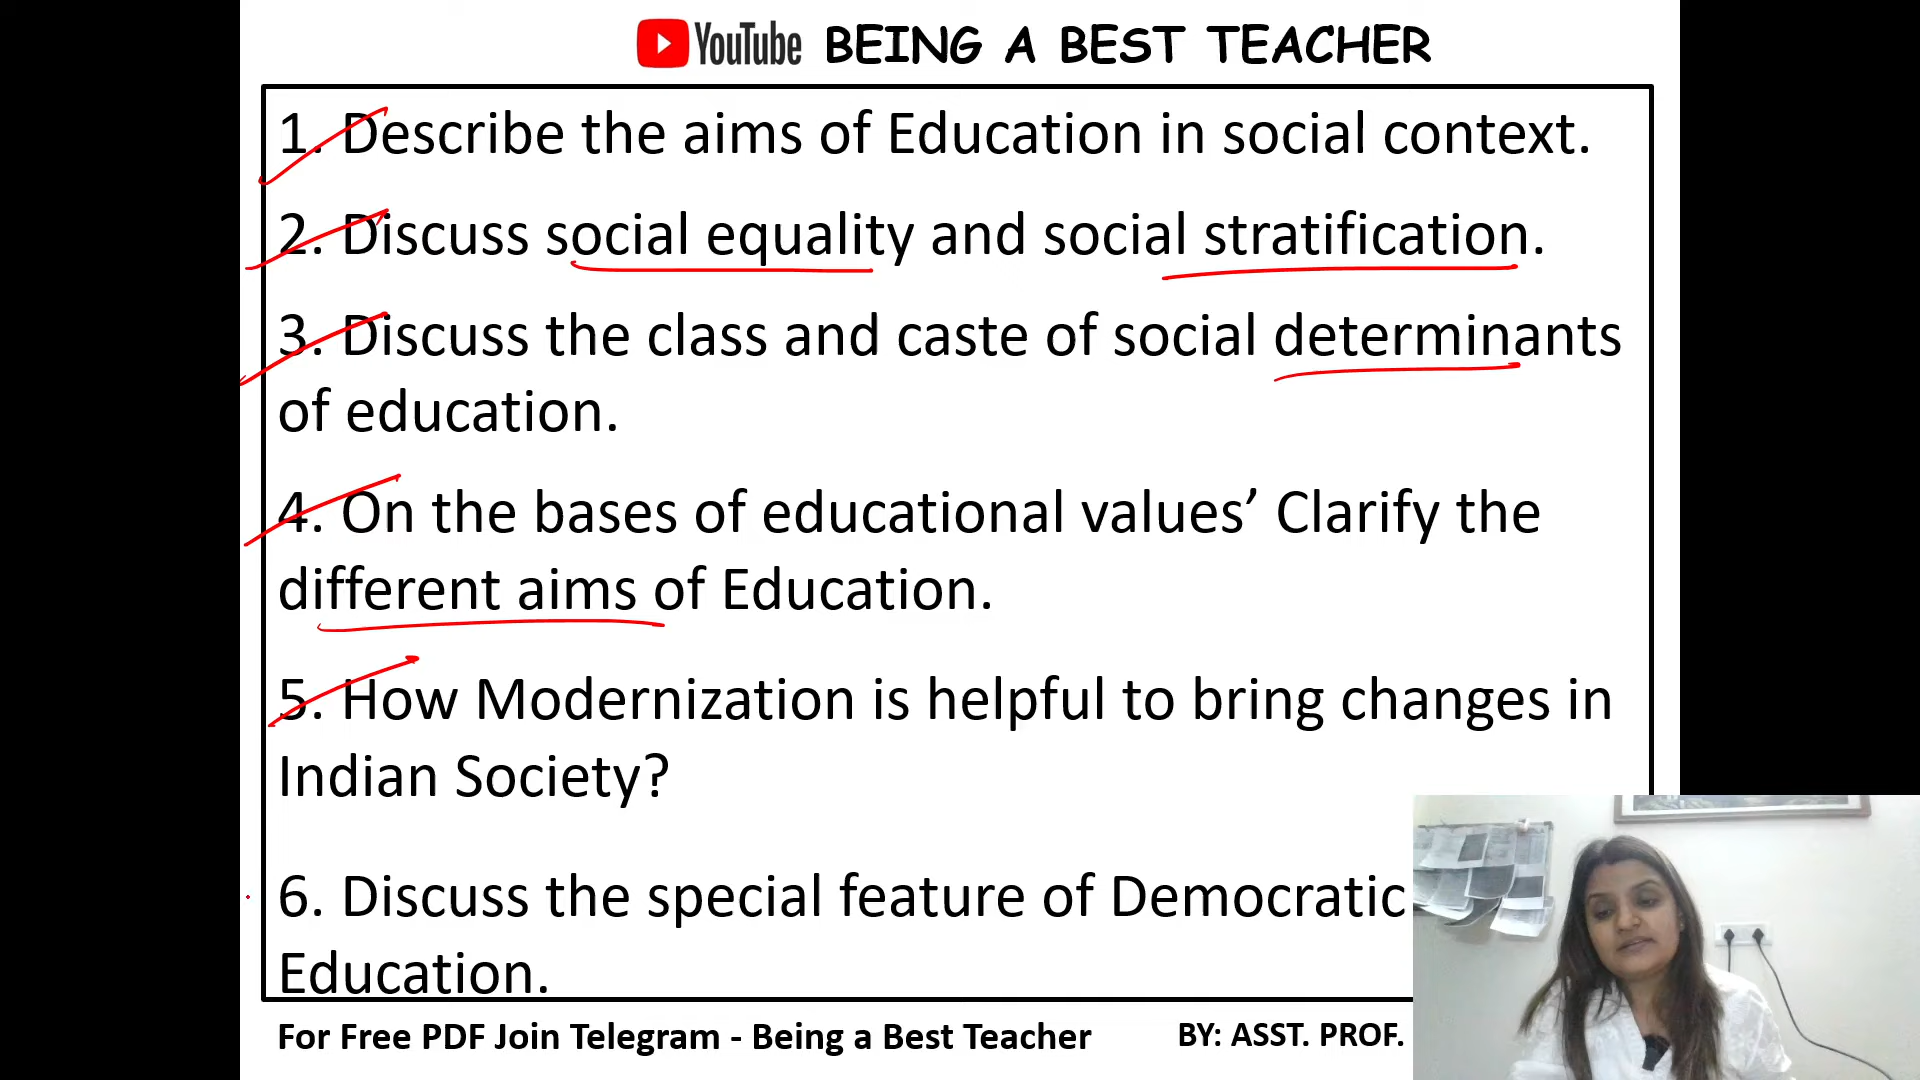 YouTube BEING A BEST TEACHER
1. Describe the aims of Education in social context.
2. Discuss social equality and social stratification.
3. Discuss the class and caste of social determinants
of education.
4. On the bases of educational values’ Clarify the
different aims of Education.
5. How Modernization is helpful to bring changes in
Indian Society?
6. Discuss the special feature of Democratic
Education.
For Free PDF Join Telegram - Being a Best Teacher BY: ASST. PROF.